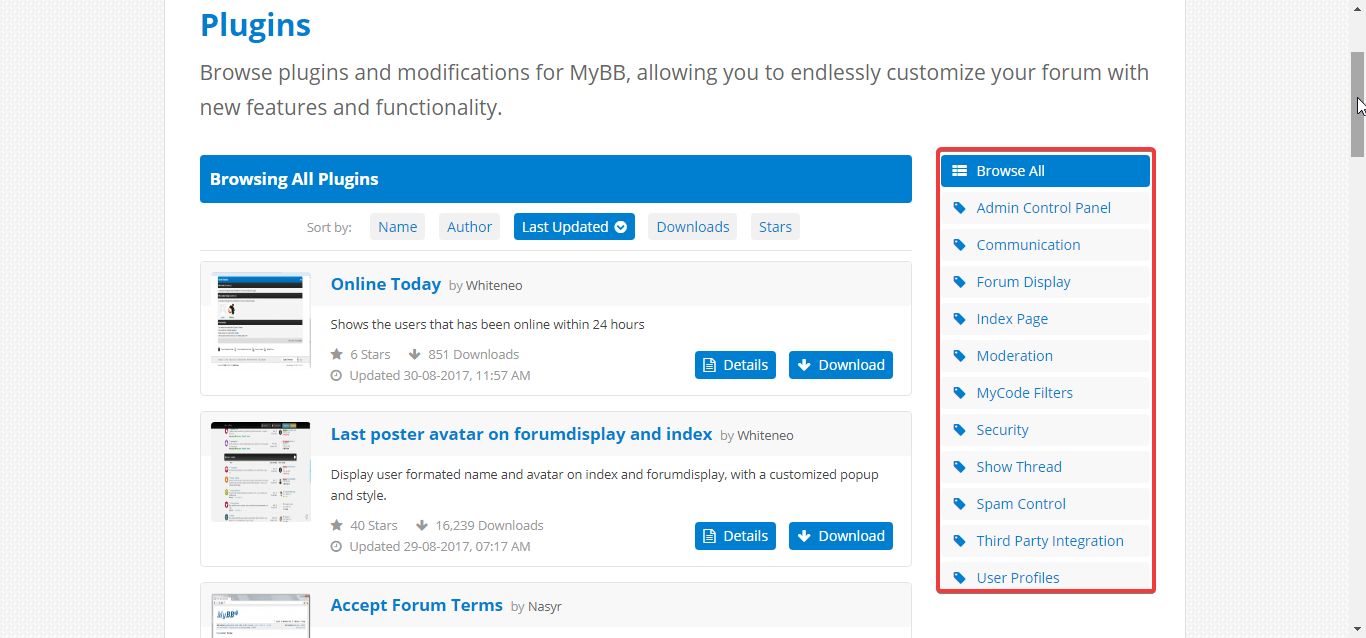 Plugins
Browse plugins and modifications for MyBB, allowing you to endlessly customize your forum with
new features and functionality.
Browsing All Plugins
Sort by: Name Author Last Updated Downloads Stars
Online Today by Whiteneo
Shows the users that has been online within 24 hours
6 Stars 851 Downloads
Updated 30-08-2017, 11:57 AM
Details Download
Last poster avatar on forumdisplay and index by Whiteneo
Display user formated name and avatar on index and forumdisplay, with a customized popup
and style.
40 Stars 16,239 Downloads
Updated 29-08-2017, 07:17 AM
Details Download
MyBB
Accept Forum Terms by Nasyr
Browse All
Admin Control Panel
Communication
Forum Display
Index Page
Moderation
MyCode Filters
Security
Show Thread
Spam Control
Third Party Integration
User Profiles